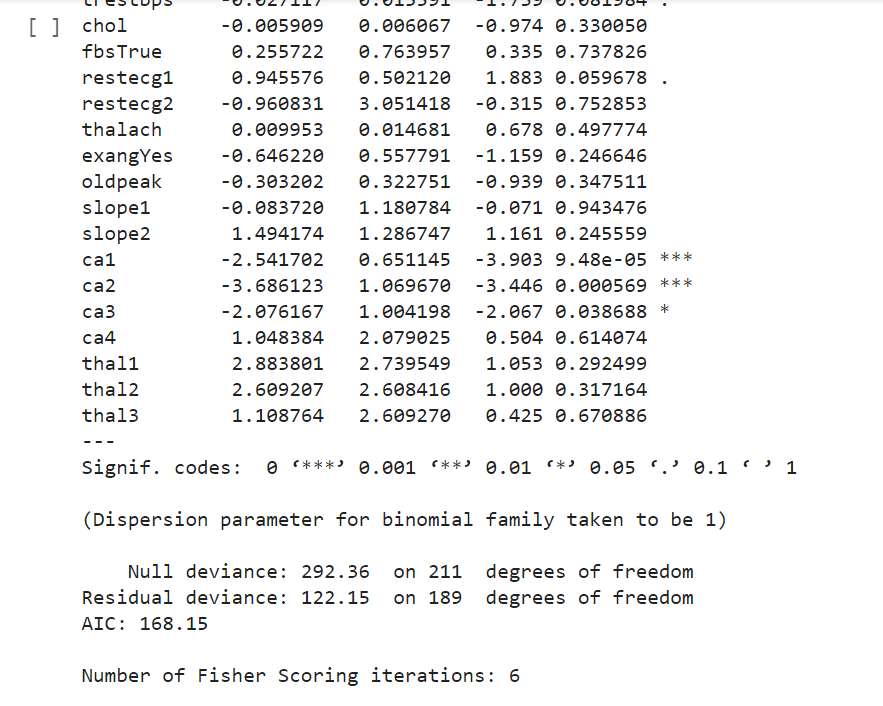 [ ] chol -0.005909 0.006067 -0.974 0.330050
fbsTrue 0.255722 0.763957 0.335 0.737826
restecg1 0.945576 0.502120 1.883 0.059678 .
restecg2 -0.960831 3.051418 -0.315 0.752853
thalach 0.009953 0.014681 0.678 0.497774
exangYes -0.646220 0.557791 -1.159 0.246646
oldpeak -0.303202 0.322751 -0.939 0.347511
slope1 -0.083720 1.180784 -0.071 0.943476
slope2 1.494174 1.286747 1.161 0.245559
ca1 -2.541702 0.651145 -3.903 9.48e-05 ***
ca2 -3.686123 1.069670 -3.446 0.000569 ***
ca3 -2.076167 1.004198 -2.067 0.038688 *
ca4 1.048384 2.079025 0.504 0.614074
thal1 2.883801 2.739549 1.053 0.292499
thal2 2.609207 2.608416 1.000 0.317164
thal3 1.108764 2.609270 0.425 0.670886
---
Signif. codes: 0 ‘***’ 0.001 ‘**’ 0.01 ‘*’ 0.05 ‘.’ 0.1 ‘ ’ 1
(Dispersion parameter for binomial family taken to be 1)
Null deviance: 292.36 on 211 degrees of freedom
Residual deviance: 122.15 on 189 degrees of freedom
AIC: 168.15
Number of Fisher Scoring iterations: 6